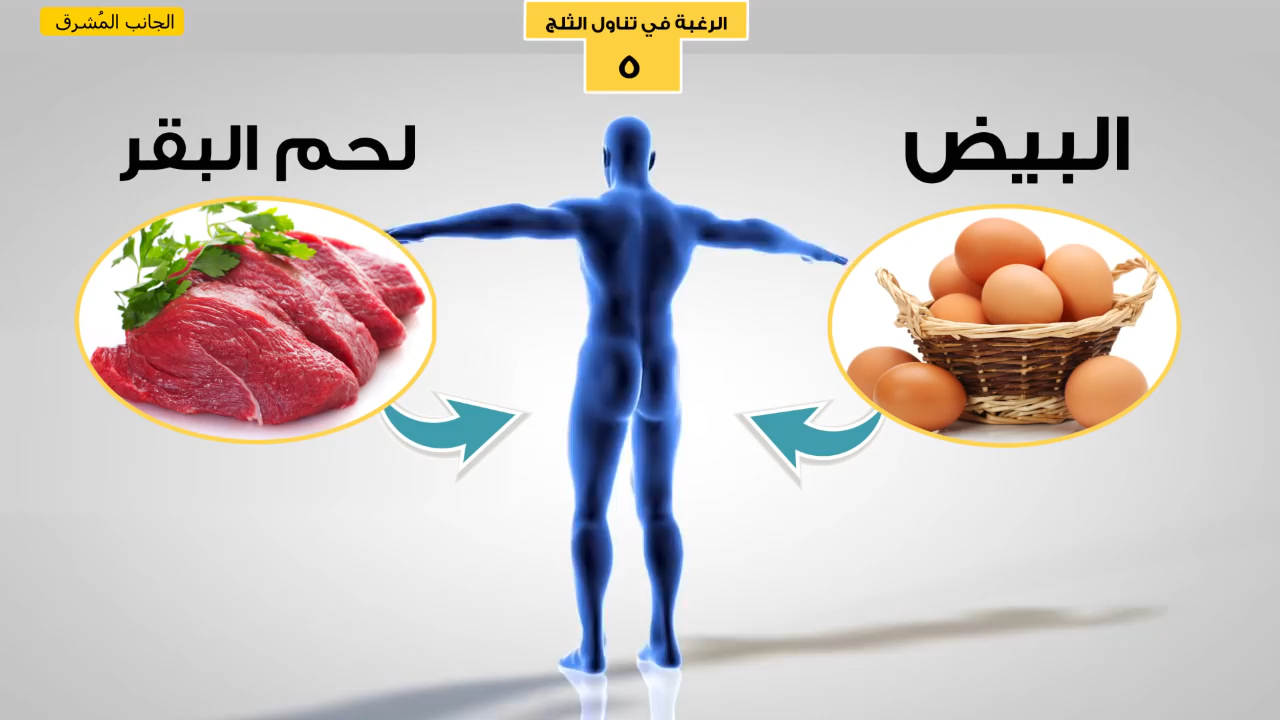 الجانب المُشرق
الرغبة في تناول الثلج
٥
البيض
لحم البقر